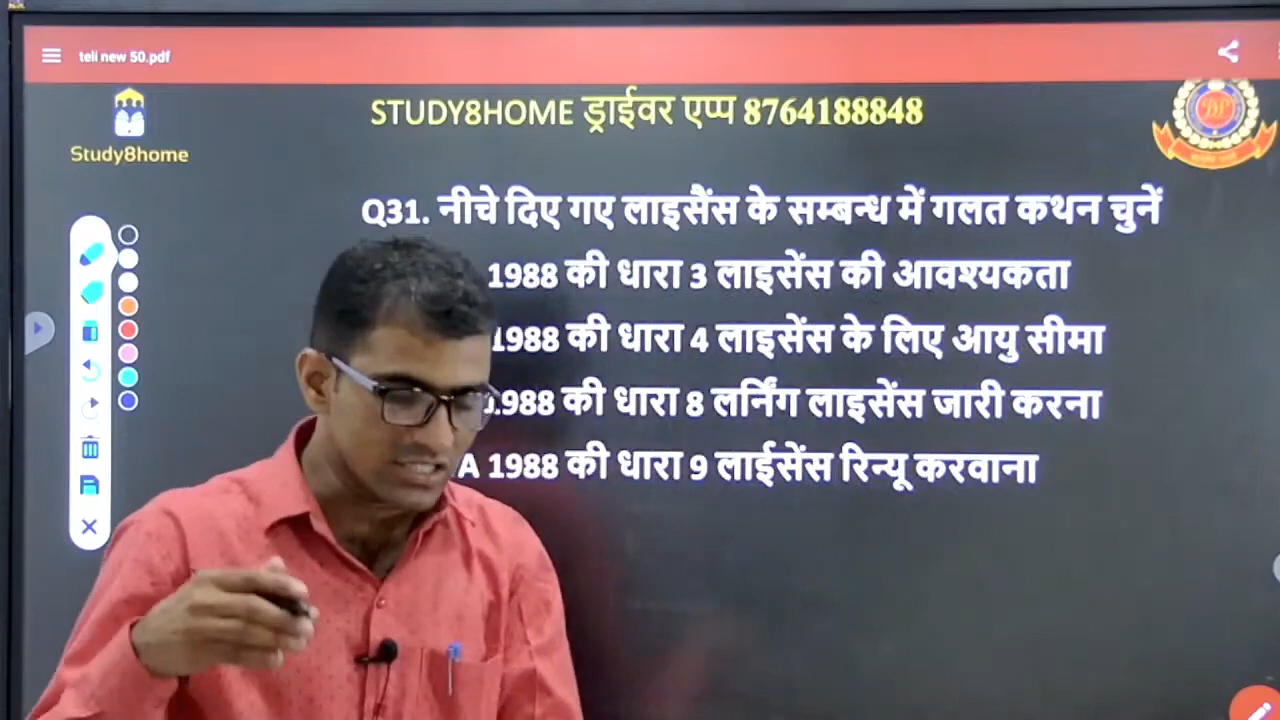 teli new 50.pdf
STUDY8HOME ड्राईवर एप्प 8764188848
Study8home
Q31. नीचे दिए गए लाइसैंस के सम्बन्ध में गलत कथन चुनें
1988 की धारा 3 लाइसेंस की आवश्यकता
1988 की धारा 4 लाइसेंस के लिए आयु सीमा
1988 की धारा 8 लर्निंग लाइसेंस जारी करना
A 1988 की धारा 9 लाईसेंस रिन्यू करवाना